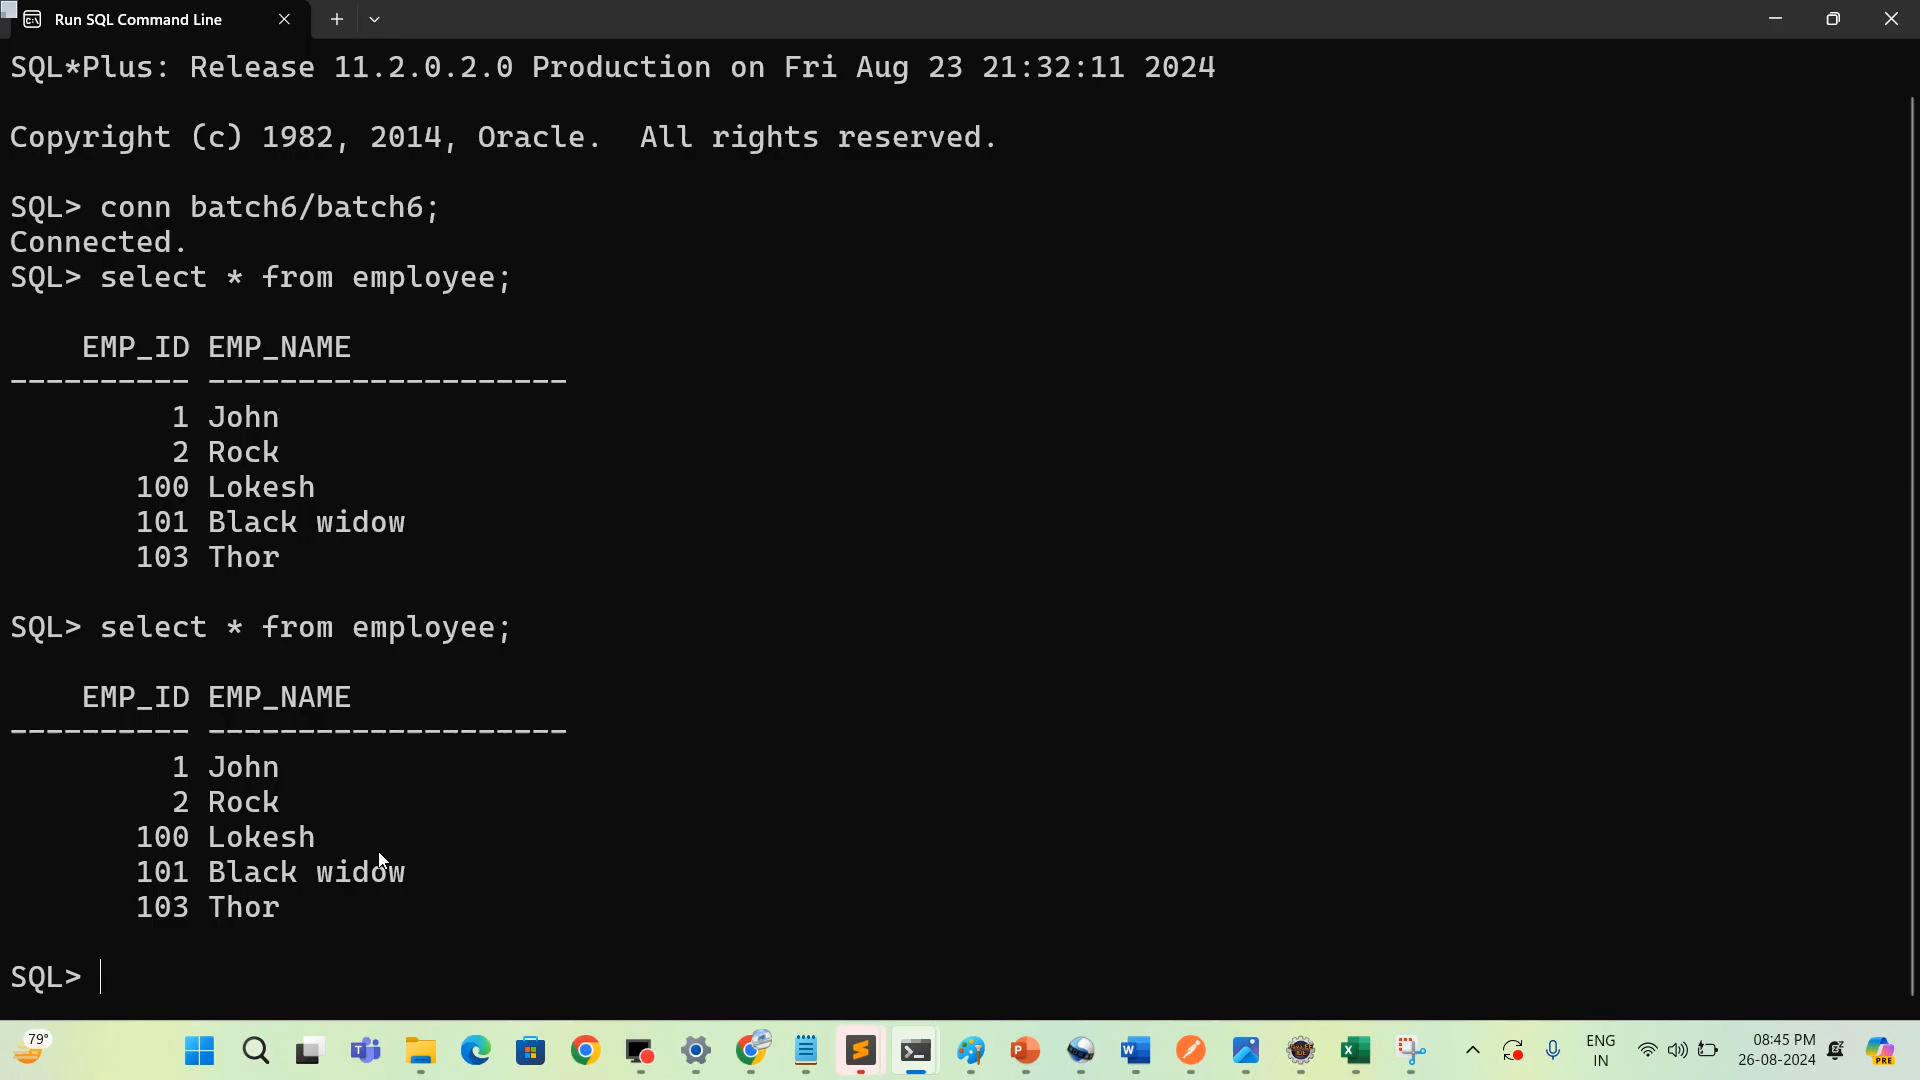 Run SQL Command Line
SQL*Plus: Release 11.2.0.2.0 Production on Fri Aug 23 21:32:11 2024
Copyright (c) 1982, 2014, Oracle.  All rights reserved.
SQL> conn batch6/batch6;
Connected.
SQL> select * from employee;
EMP_ID EMP_NAME
---------- --------------------
1 John
2 Rock
100 Lokesh
101 Black widow
103 Thor
SQL> select * from employee;
EMP_ID EMP_NAME
---------- --------------------
1 John
2 Rock
100 Lokesh
101 Black widow
103 Thor
SQL>
79°
ENG
IN
08:45 PM
26-08-2024
PRE